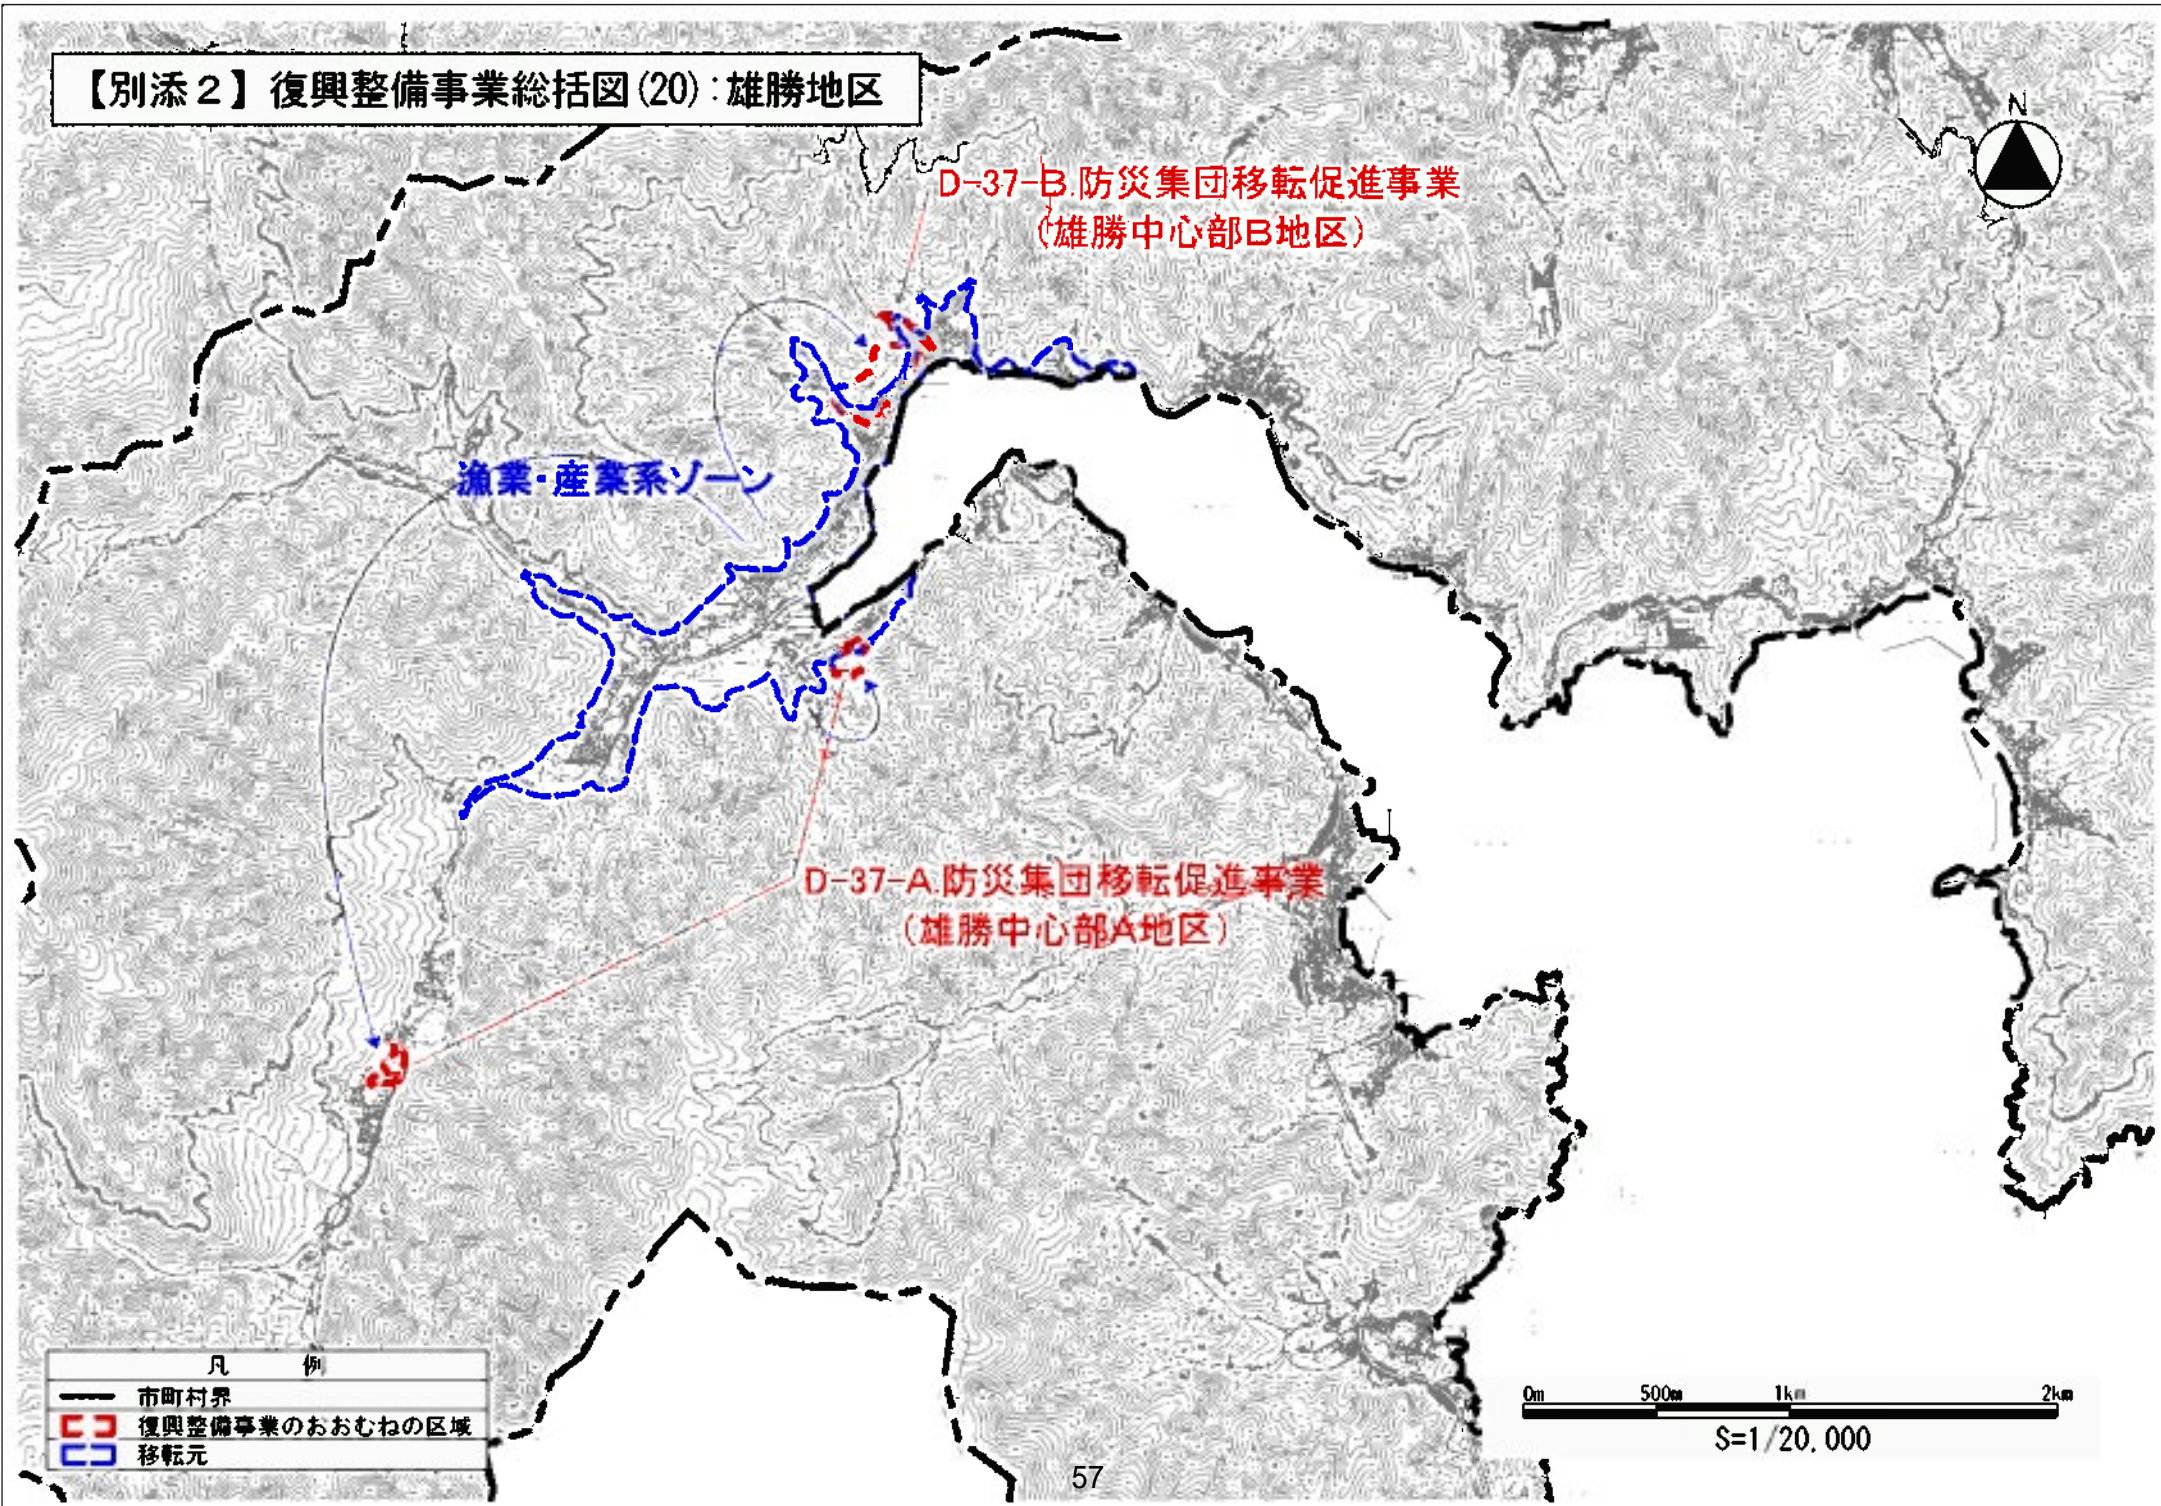 【別添２】復興整備事業総括図(20):雄勝地区
N
D-37-B.防災集団移転促進事業
(雄勝中心部B地区)
漁業・産業系ゾーン
D-37-A.防災集団移転促進事業
(雄勝中心部A地区)
凡 例
市町村界
復興整備事業のおおむねの区域
移転元
0m 500m 1km 2km
S=1/20,000
57